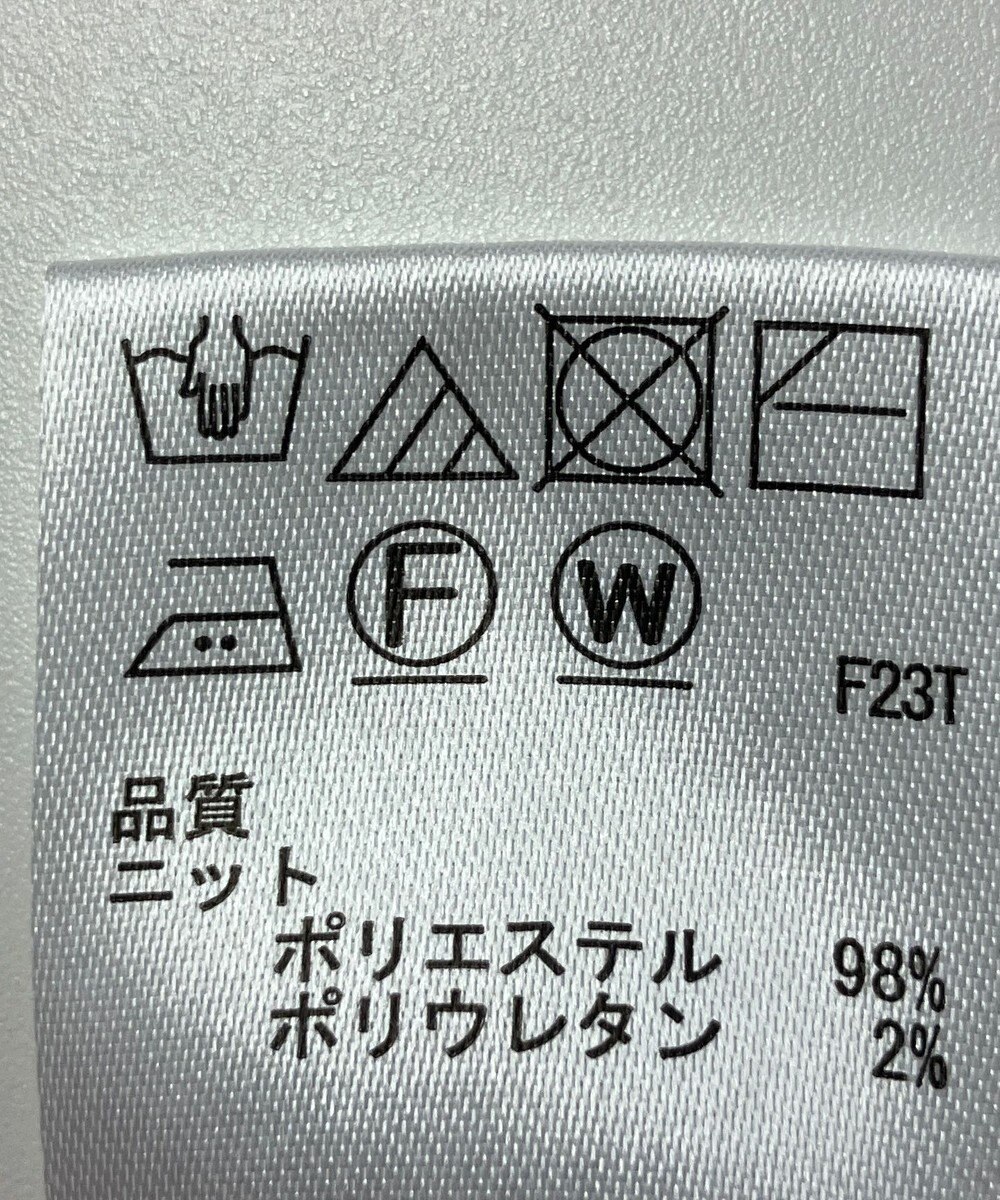 F W
F23T
品質
ニット
ポリエステル 98%
ポリウレタン 2%